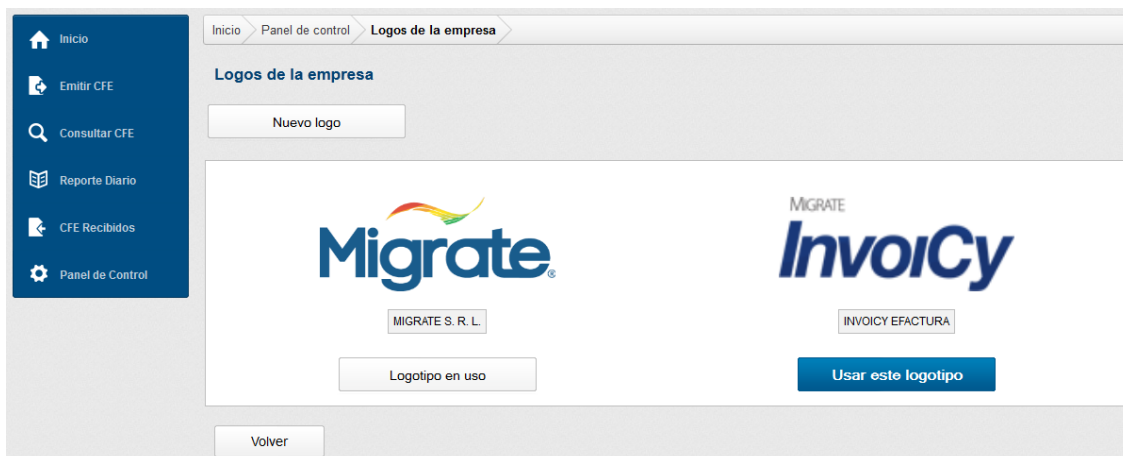 Inicio
Emitir CFE
Consultar CFE
Reporte Diario
CFE Recibidos
Panel de Control
Inicio Panel de control Logos de la empresa
Logos de la empresa
Nuevo logo
Migrate®
MIGRATE S. R. L.
Logotipo en uso
MIGRATE
InvoiCy
INVOICY EFACTURA
Usar este logotipo
Volver